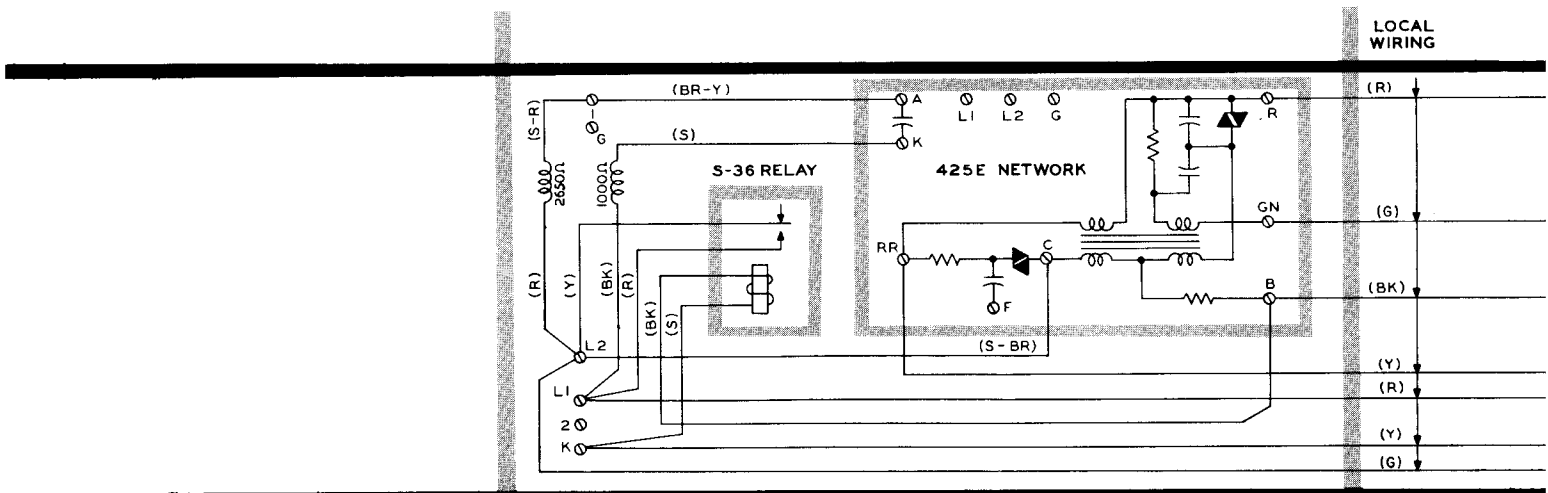 LOCAL
WIRING
(BR-Y)
A
L1
L2
G
R
(R)
(S-R)
G
(S)
K
2650Ω
1000Ω
S-36 RELAY
425E NETWORK
GN
(G)
RR
C
(R)
(Y)
(BK)
(R)
(BK)
(S)
F
B
(BK)
L2
(S-BR)
(Y)
L1
(R)
2
(Y)
K
(G)